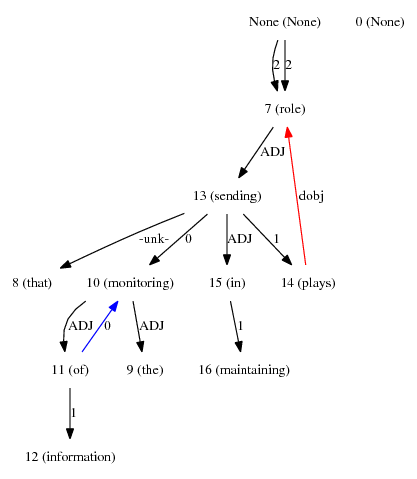 None (None) 0 (None)
2 2
7 (role)
ADJ
13 (sending)
dobj
-unk- 0 ADJ 1
8 (that) 10 (monitoring) 15 (in) 14 (plays)
ADJ 0 ADJ 1
11 (of) 9 (the) 16 (maintaining)
1
12 (information)